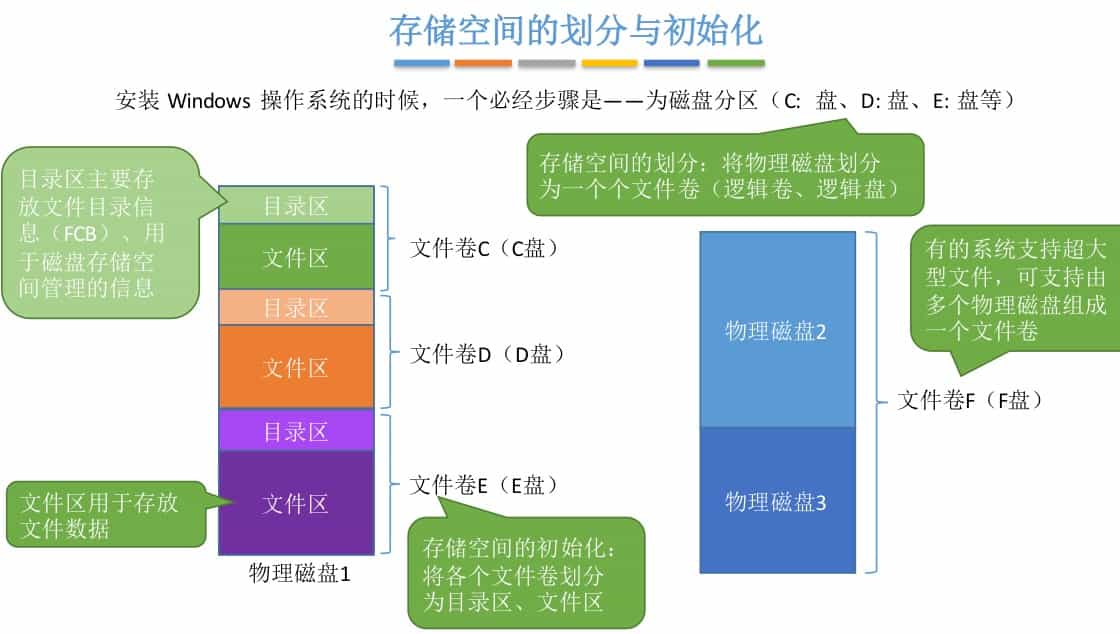 存储空间的划分与初始化
安装 Windows 操作系统的时候，一个必经步骤是——为磁盘分区（C: 盘、D: 盘、E: 盘等）
存储空间的划分：将物理磁盘划分
为一个个文件卷（逻辑卷、逻辑盘）
目录区主要存
放文件目录信
息（FCB）、用
于磁盘存储空
间管理的信息
目录区
文件区
文件卷C（C盘）
目录区
文件区
文件卷D（D盘）
目录区
文件区
文件卷E（E盘）
文件区用于存放
文件数据
物理磁盘1
存储空间的初始化：
将各个文件卷划分
为目录区、文件区
物理磁盘2
物理磁盘3
有的系统支持超大
型文件，可支持由
多个物理磁盘组成
一个文件卷
文件卷F（F盘）